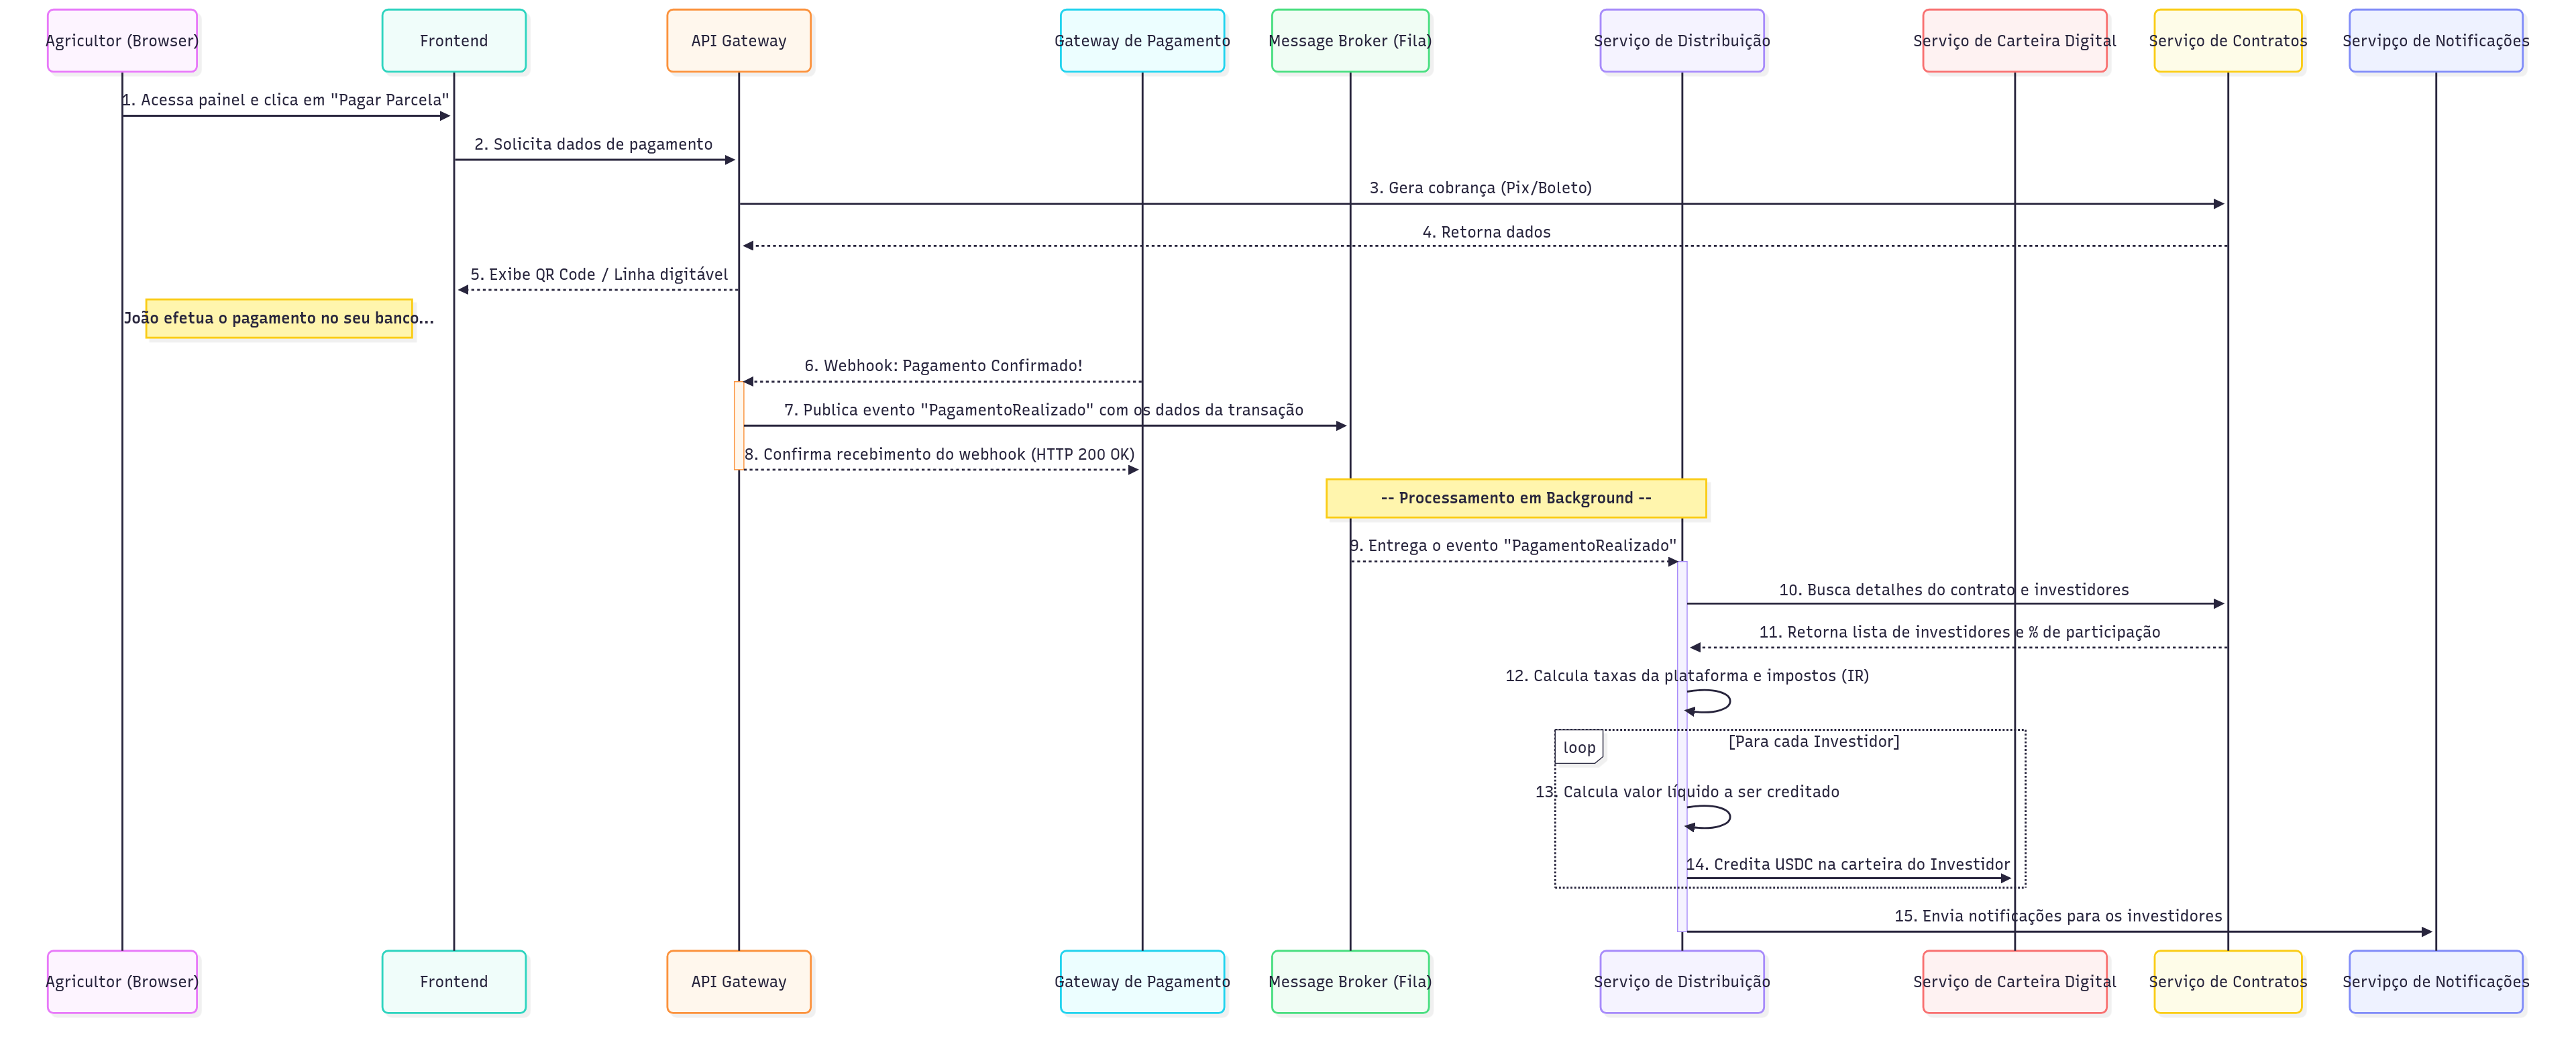 Agricultor (Browser)
Frontend
API Gateway
Gateway de Pagamento
Message Broker (Fila)
Serviço de Distribuição
Serviço de Carteira Digital
Serviço de Contratos
Servipço de Notificações
1. Acessa painel e clica em "Pagar Parcela"
2. Solicita dados de pagamento
3. Gera cobrança (Pix/Boleto)
4. Retorna dados
5. Exibe QR Code / Linha digitável
João efetua o pagamento no seu banco...
6. Webhook: Pagamento Confirmado!
7. Publica evento "PagamentoRealizado" com os dados da transação
8. Confirma recebimento do webhook (HTTP 200 OK)
-- Processamento em Background --
9. Entrega o evento "PagamentoRealizado"
10. Busca detalhes do contrato e investidores
11. Retorna lista de investidores e % de participação
12. Calcula taxas da plataforma e impostos (IR)
loop
[Para cada Investidor]
13. Calcula valor líquido a ser creditado
14. Credita USDC na carteira do Investidor
15. Envia notificações para os investidores
Agricultor (Browser)
Frontend
API Gateway
Gateway de Pagamento
Message Broker (Fila)
Serviço de Distribuição
Serviço de Carteira Digital
Serviço de Contratos
Servipço de Notificações